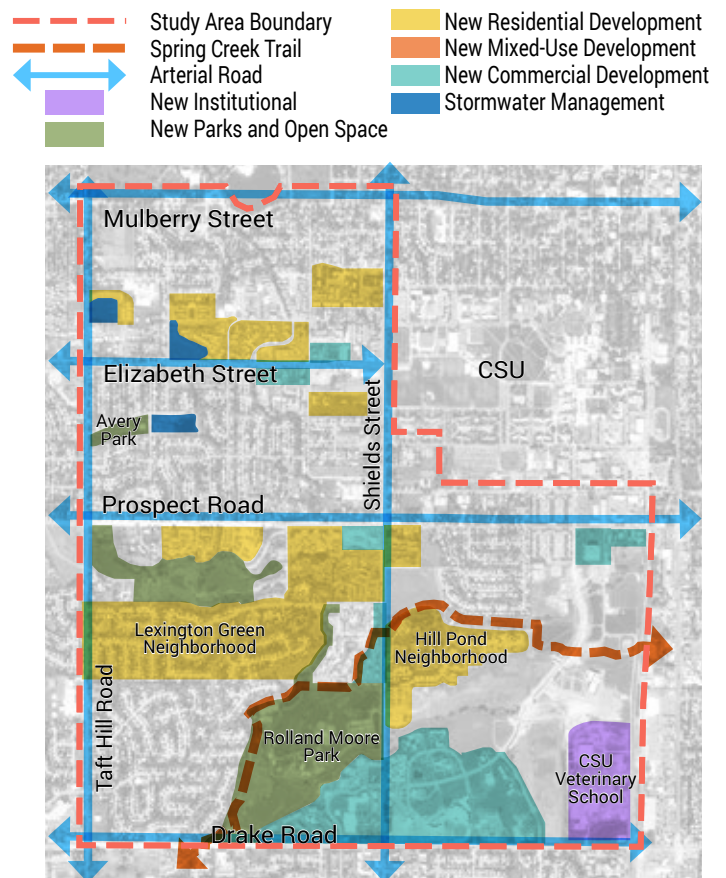 Study Area Boundary
Spring Creek Trail
Arterial Road
New Institutional
New Parks and Open Space
New Residential Development
New Mixed-Use Development
New Commercial Development
Stormwater Management
Mulberry Street
CSU
Elizabeth Street
Shields Street
Avery
Park
Prospect Road
Lexington Green
Neighborhood
Hill Pond
Neighborhood
Taft Hill Road
Rolland Moore
Park
CSU
Veterinary
School
Drake Road